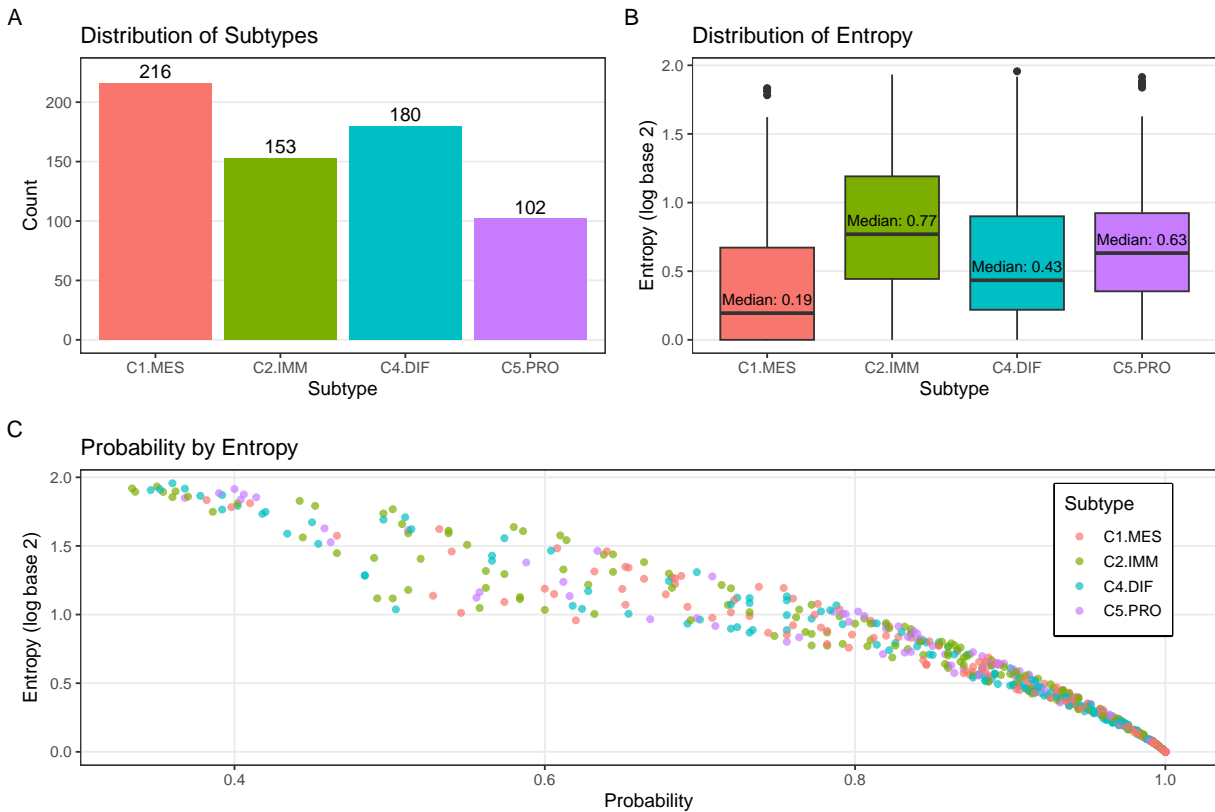 A
Distribution of Subtypes
216
153
180
102
200
150
100
50
0
Count
C1.MES
C2.IMM
C4.DIF
C5.PRO
Subtype
B
Distribution of Entropy
2.0
1.5
1.0
0.5
0.0
Entropy (log base 2)
Median: 0.19
Median: 0.77
Median: 0.43
Median: 0.63
C1.MES
C2.IMM
C4.DIF
C5.PRO
Subtype
C
Probability by Entropy
2.0
1.5
1.0
0.5
0.0
Entropy (log base 2)
Subtype
C1.MES
C2.IMM
C4.DIF
C5.PRO
0.4
0.6
0.8
1.0
Probability